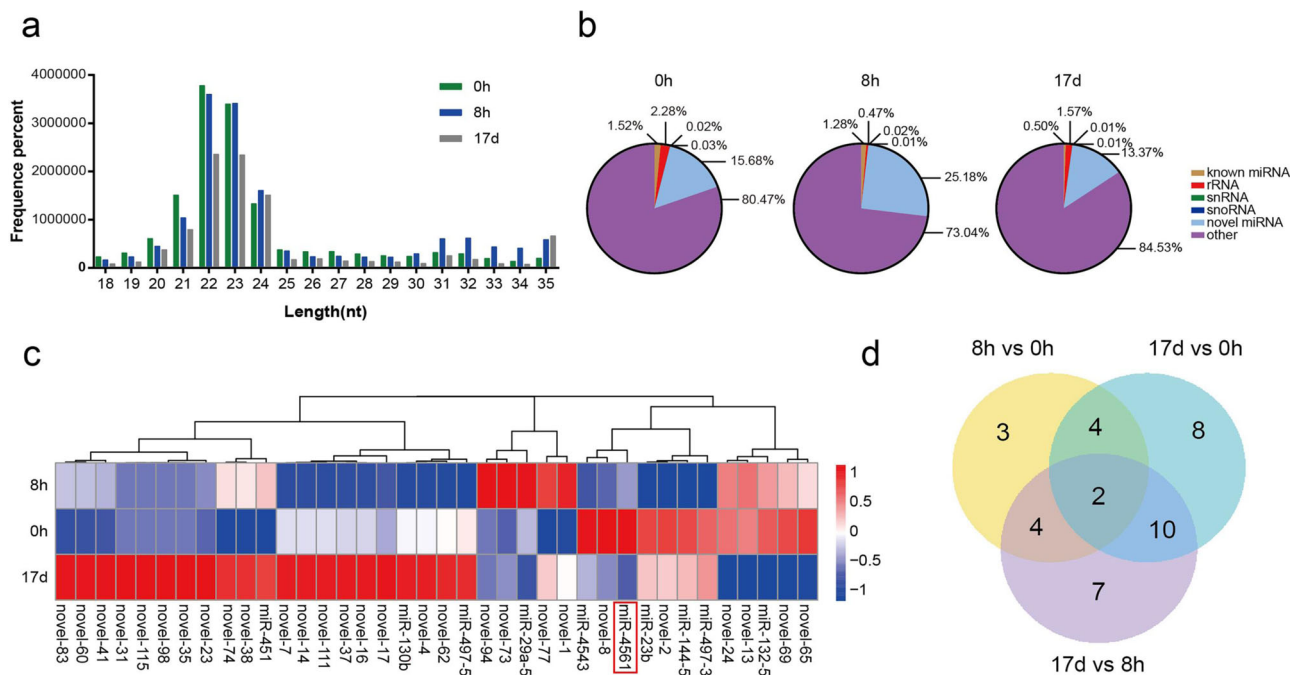 a
Frequence percent
4000000
3000000
2000000
1000000
0
0h
8h
17d
18 19 20 21 22 23 24 25 26 27 28 29 30 31 32 33 34 35
Length(nt)
b
0h
1.52%
2.28%
0.02%
0.03%
15.68%
80.47%
8h
1.28%
0.47%
0.02%
0.01%
25.18%
73.04%
17d
0.50%
1.57%
0.01%
0.01%
13.37%
84.53%
known miRNA
rRNA
snRNA
snoRNA
novel miRNA
other
c
8h
0h
17d
1
0.5
0
−0.5
−1
novel-83
novel-60
novel-41
novel-31
novel-115
novel-98
novel-35
novel-23
novel-74
novel-38
miR-451
novel-7
novel-14
novel-111
novel-37
novel-16
novel-17
miR-130b
novel-4
novel-62
miR-497-5
novel-94
novel-73
miR-29a-5
novel-77
novel-1
miR-4543
novel-8
miR-4561
miR-23b
novel-2
miR-144-5
miR-497-3
novel-24
novel-13
miR-132-5
novel-69
novel-65
d
8h vs 0h
17d vs 0h
3
4
8
2
4
10
7
17d vs 8h